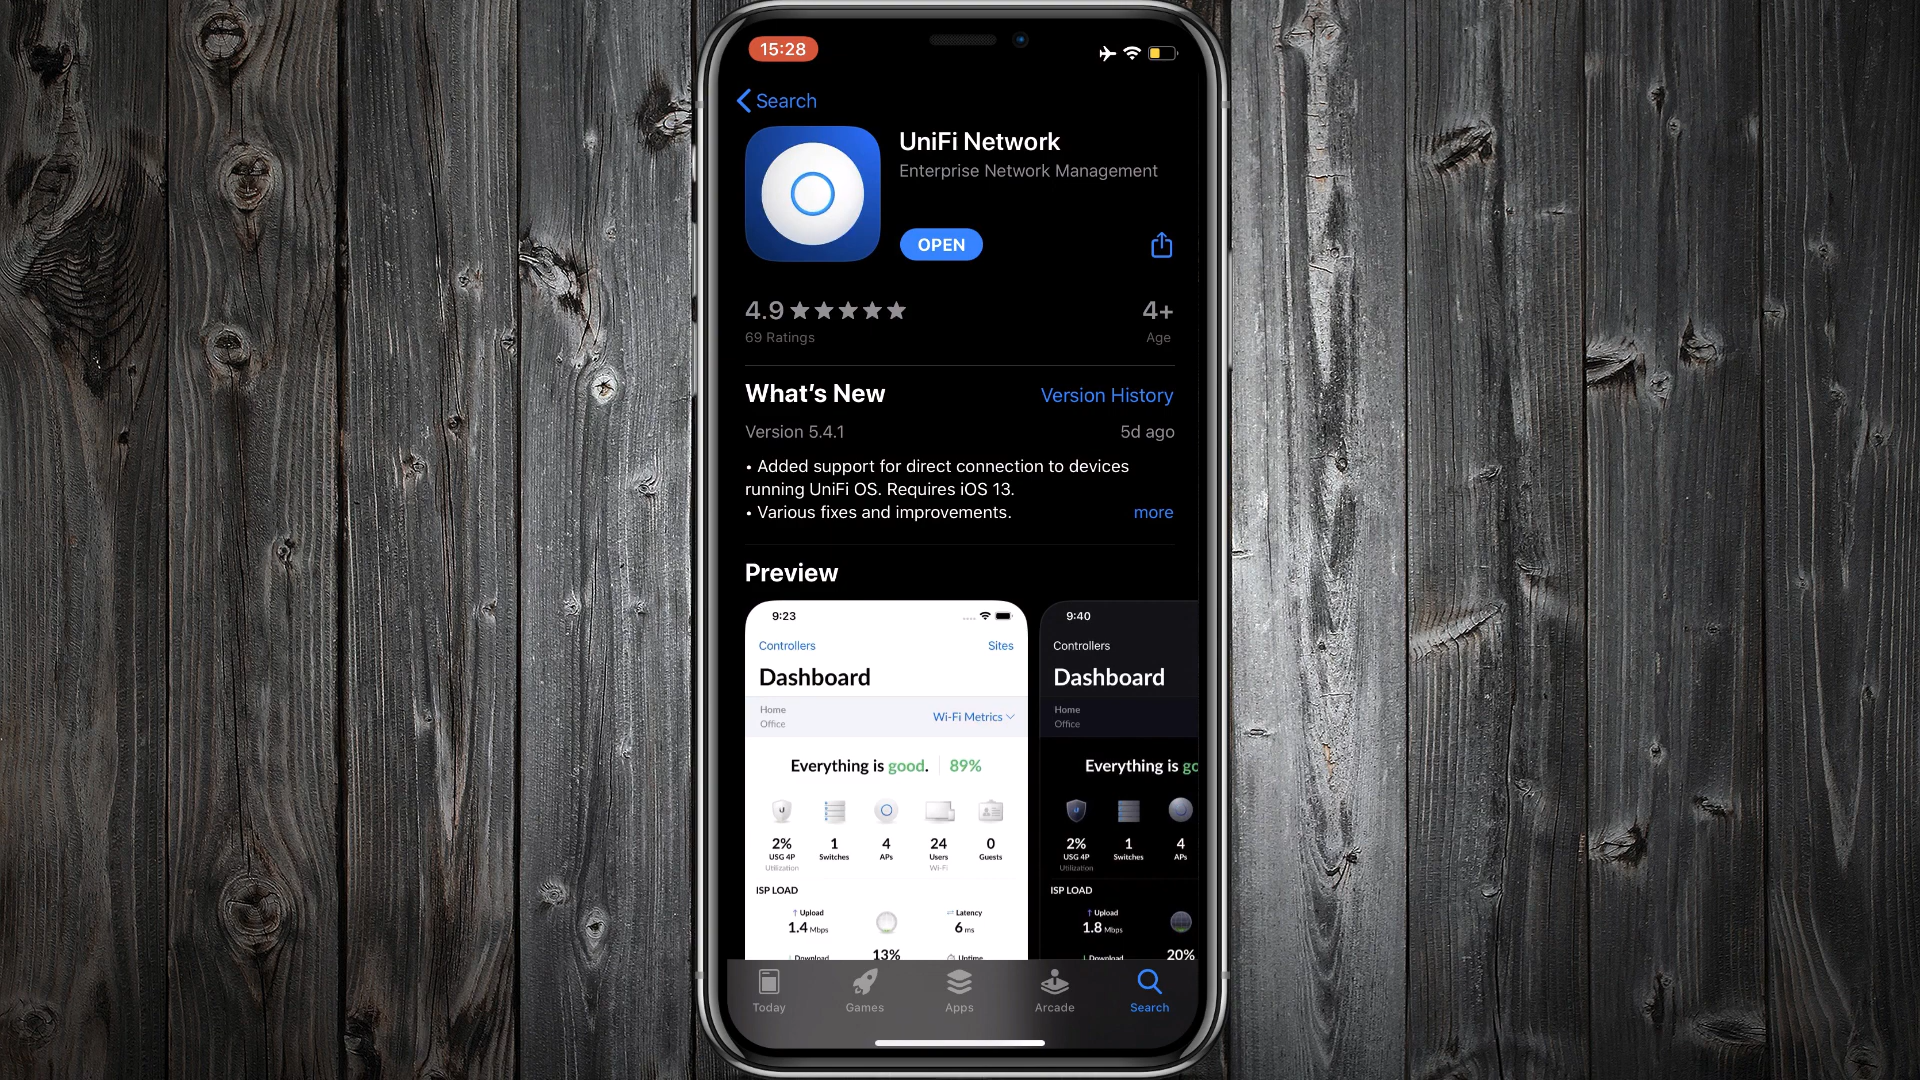 15:28
Search
UniFi Network
Enterprise Network Management
OPEN
4.9
69 Ratings
4+
Age
What's New
Version History
Version 5.4.1
5d ago
• Added support for direct connection to devices
running UniFi OS. Requires iOS 13.
• Various fixes and improvements.
more
Preview
9:23
Controllers
Sites
Dashboard
Home
Office
Wi-Fi Metrics
Everything is good.
89%
2%
1
4
24
0
USG 4P
Switches
APs
Users
Guests
Utilization
Wi-Fi
ISP LOAD
Upload
Latency
1.4 Mbps
6 ms
13%
Download
Uptime
9:40
Controllers
Dashboard
Home
Office
Everything is go
2%
1
4
USG 4P
Switches
APs
Utilization
ISP LOAD
Upload
1.8 Mbps
20%
Download
Today
Games
Apps
Arcade
Search